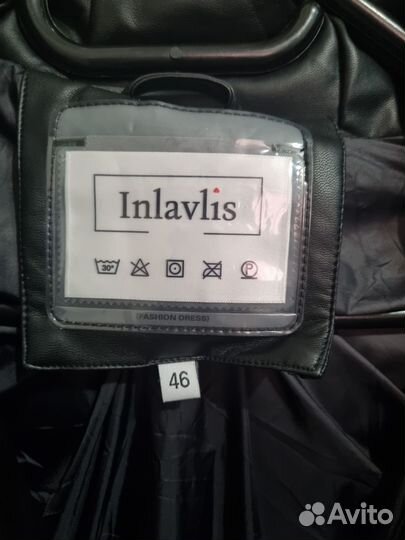 Inlavlis
30°
P
[FASHION DRESS]
46
Avito